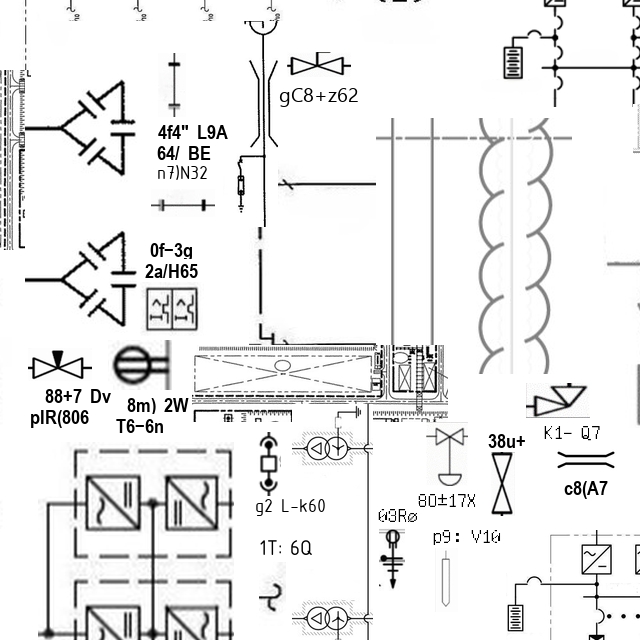 gC8+z62
4f4" L9A
64/ BE
n7)N32
0f-3g
2a/H65
88+7 Dv
pIR(806
8m) 2W
T6-6n
K1- Q7
38u+
c8(A7
80±17X
g2 L-k60
03Rø
p9: V10
1T: 6Q